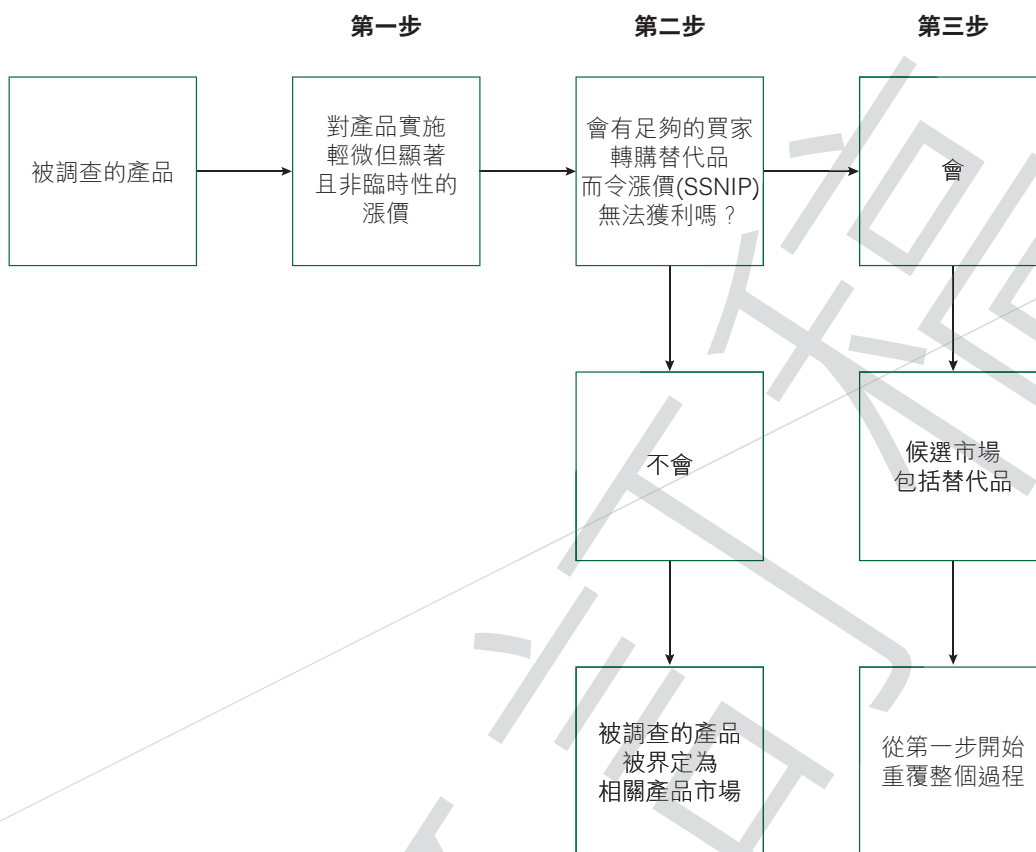 第一步
第二步
第三步
被調查的產品
對產品實施
輕微但顯著
且非臨時性的
漲價
會有足夠的買家
轉購替代品
而令漲價(SSNIP)
無法獲利嗎？
會
不會
候選市場
包括替代品
被調查的產品
被界定為
相關產品市場
從第一步開始
重覆整個過程